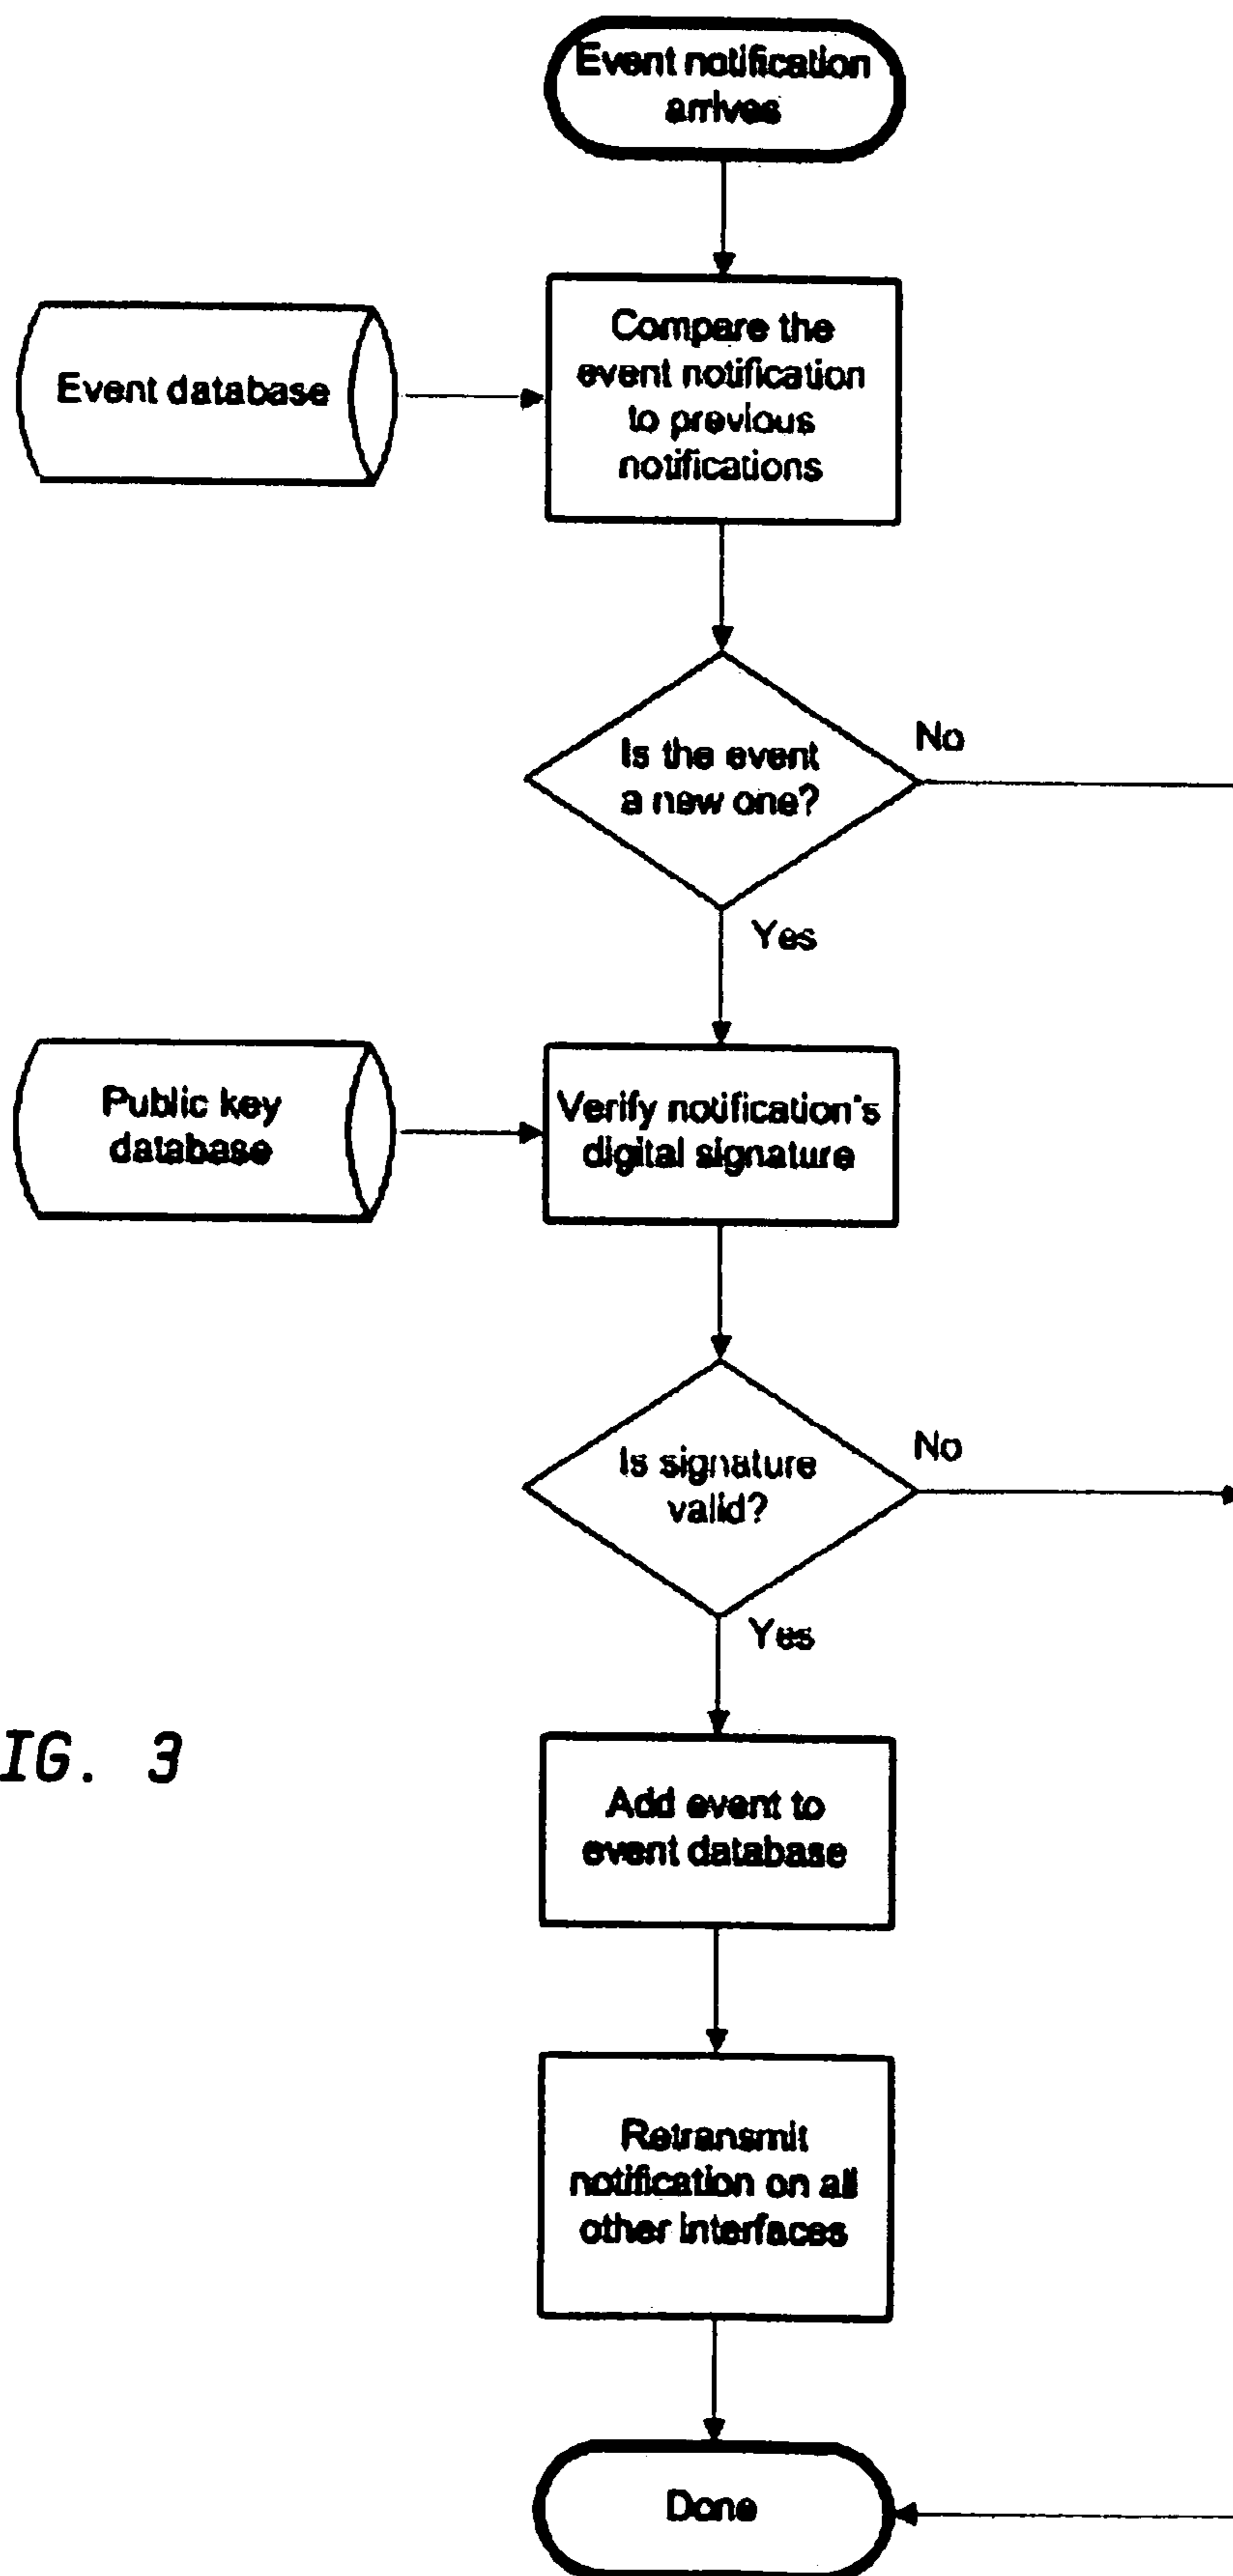 Event notification
arrives
Compare the
event notification
to previous
notifications
Event database
Is the event
a new one?
No
Yes
Public key
database
Verify notification's
digital signature
Is signature
valid?
No
Yes
IG. 3
Add event to
event database
Retransmit
notification on all
other interfaces
Done